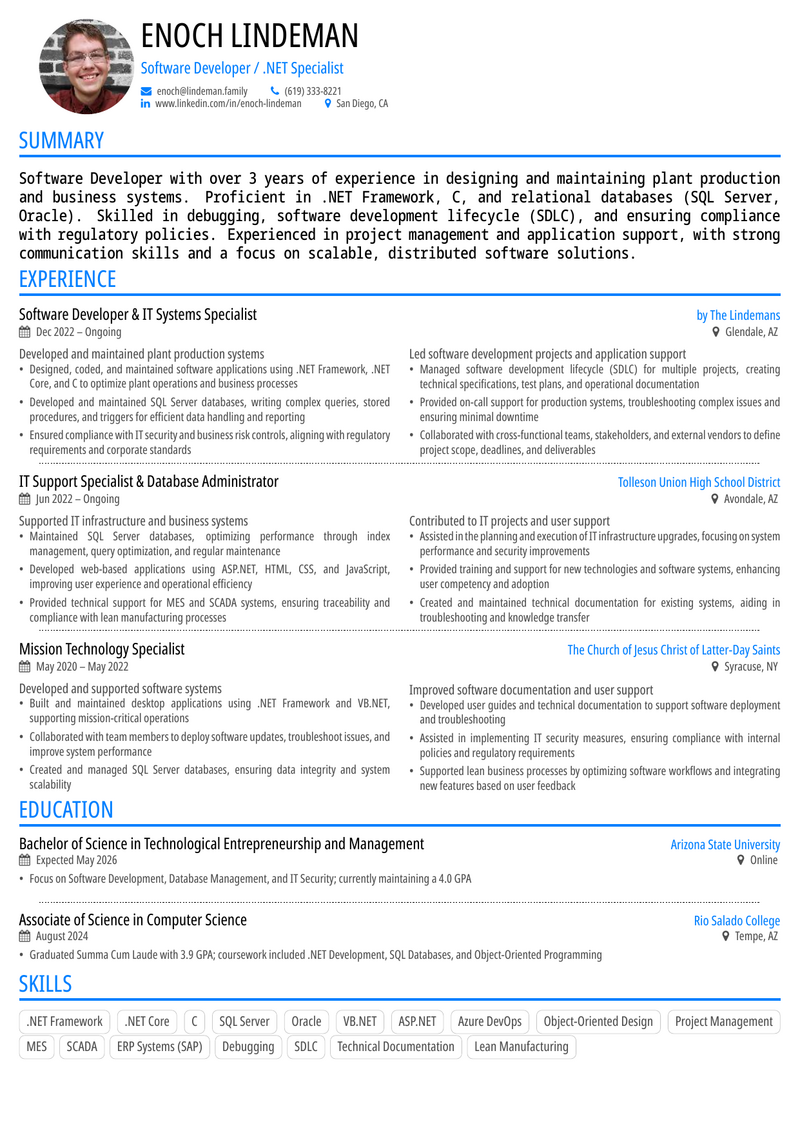 ENOCH LINDEMAN
Software Developer / .NET Specialist
enoch@lindeman.family (619) 333-8221
www.linkedin.com/in/enoch-lindeman San Diego, CA
SUMMARY
Software Developer with over 3 years of experience in designing and maintaining plant production
and business systems. Proficient in .NET Framework, C, and relational databases (SQL Server,
Oracle). Skilled in debugging, software development lifecycle (SDLC), and ensuring compliance
with regulatory policies. Experienced in project management and application support, with strong
communication skills and a focus on scalable, distributed software solutions.
EXPERIENCE
Software Developer & IT Systems Specialist by The Lindemans
Dec 2022 – Ongoing Glendale, AZ
Developed and maintained plant production systems
• Designed, coded, and maintained software applications using .NET Framework, .NET
Core, and C to optimize plant operations and business processes
• Developed and maintained SQL Server databases, writing complex queries, stored
procedures, and triggers for efficient data handling and reporting
• Ensured compliance with IT security and business risk controls, aligning with regulatory
requirements and corporate standards
Led software development projects and application support
• Managed software development lifecycle (SDLC) for multiple projects, creating
technical specifications, test plans, and operational documentation
• Provided on-call support for production systems, troubleshooting complex issues and
ensuring minimal downtime
• Collaborated with cross-functional teams, stakeholders, and external vendors to define
project scope, deadlines, and deliverables
IT Support Specialist & Database Administrator Tolleson Union High School District
Jun 2022 – Ongoing Avondale, AZ
Supported IT infrastructure and business systems
• Maintained SQL Server databases, optimizing performance through index
management, query optimization, and regular maintenance
• Developed web-based applications using ASP.NET, HTML, CSS, and JavaScript,
improving user experience and operational efficiency
• Provided technical support for MES and SCADA systems, ensuring traceability and
compliance with lean manufacturing processes
Contributed to IT projects and user support
• Assisted in the planning and execution of IT infrastructure upgrades, focusing on system
performance and security improvements
• Provided training and support for new technologies and software systems, enhancing
user competency and adoption
• Created and maintained technical documentation for existing systems, aiding in
troubleshooting and knowledge transfer
Mission Technology Specialist The Church of Jesus Christ of Latter-Day Saints
May 2020 – May 2022 Syracuse, NY
Developed and supported software systems
• Built and maintained desktop applications using .NET Framework and VB.NET,
supporting mission-critical operations
• Collaborated with team members to deploy software updates, troubleshoot issues, and
improve system performance
• Created and managed SQL Server databases, ensuring data integrity and system
scalability
Improved software documentation and user support
• Developed user guides and technical documentation to support software deployment
and troubleshooting
• Assisted in implementing IT security measures, ensuring compliance with internal
policies and regulatory requirements
• Supported lean business processes by optimizing software workflows and integrating
new features based on user feedback
EDUCATION
Bachelor of Science in Technological Entrepreneurship and Management Arizona State University
Expected May 2026 Online
• Focus on Software Development, Database Management, and IT Security; currently maintaining a 4.0 GPA
Associate of Science in Computer Science Rio Salado College
August 2024 Tempe, AZ
• Graduated Summa Cum Laude with 3.9 GPA; coursework included .NET Development, SQL Databases, and Object-Oriented Programming
SKILLS
.NET Framework .NET Core C SQL Server Oracle VB.NET ASP.NET Azure DevOps Object-Oriented Design Project Management
MES SCADA ERP Systems (SAP) Debugging SDLC Technical Documentation Lean Manufacturing